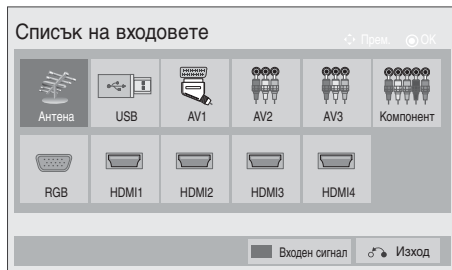 Списък на входовете
Прем. OK
Антена USB AV1 AV2 AV3 Компонент
RGB HDMI1 HDMI2 HDMI3 HDMI4
Входен сигнал Изход